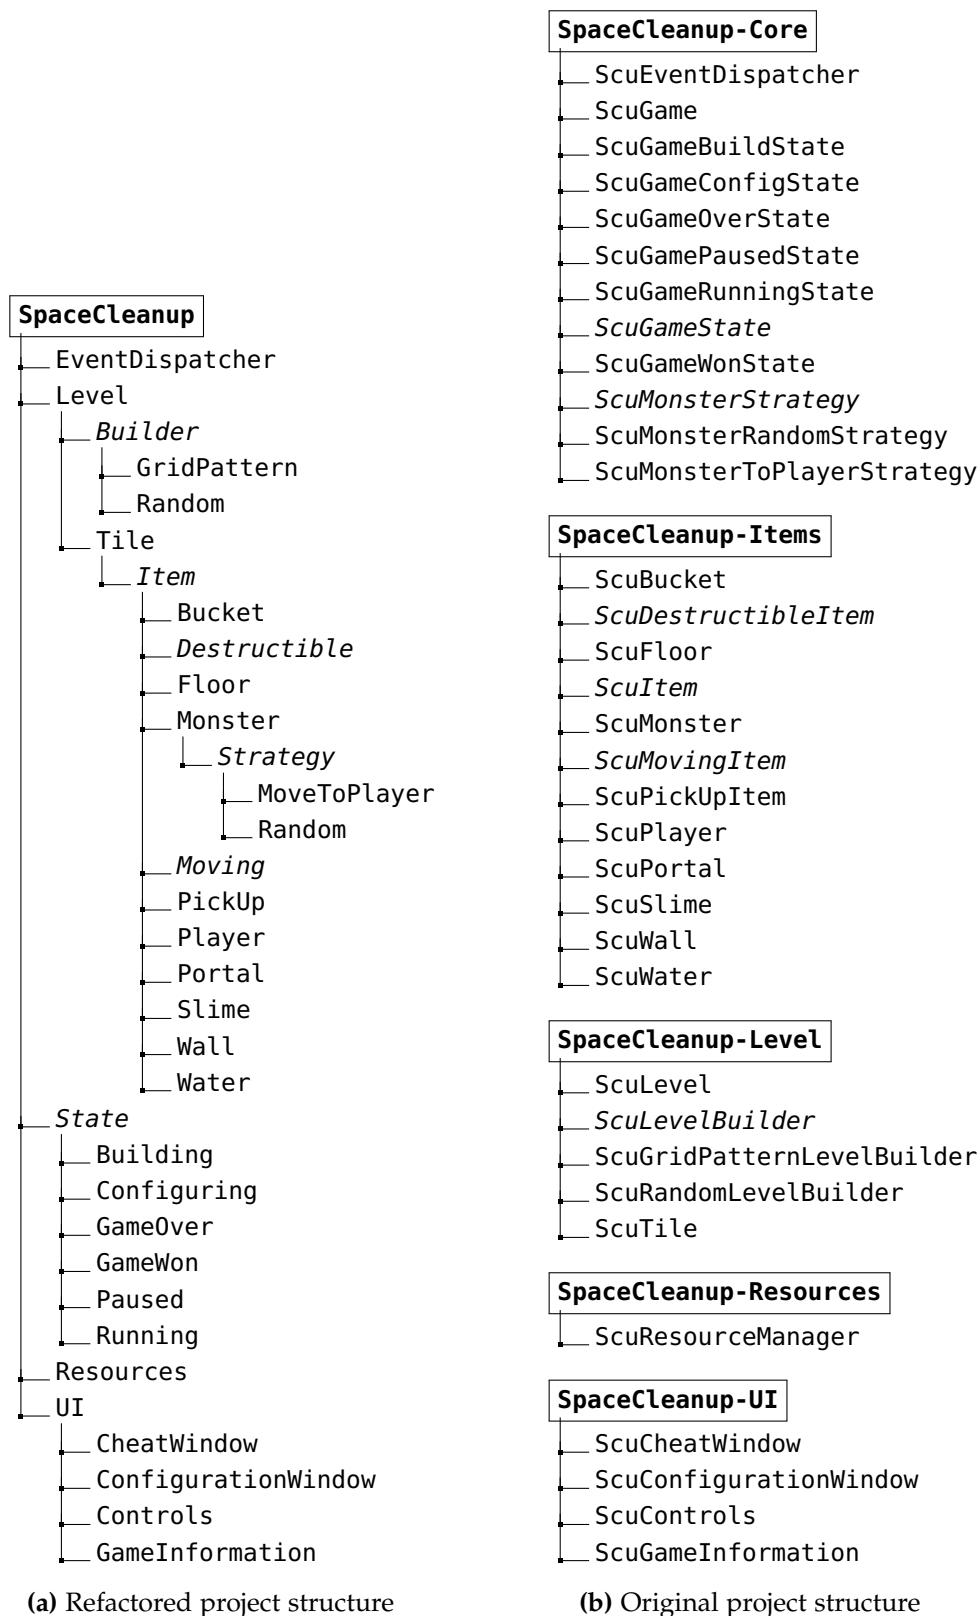 SpaceCleanup
EventDispatcher
Level
Builder
GridPattern
Random
Tile
Item
Bucket
Destructible
Floor
Monster
Strategy
MoveToPlayer
Random
Moving
PickUp
Player
Portal
Slime
Wall
Water
State
Building
Configuring
GameOver
GameWon
Paused
Running
Resources
UI
CheatWindow
ConfigurationWindow
Controls
GameInformation
(a) Refactored project structure
SpaceCleanup-Core
ScuEventDispatcher
ScuGame
ScuGameBuildState
ScuGameConfigState
ScuGameOverState
ScuGamePausedState
ScuGameRunningState
ScuGameState
ScuGameWonState
ScuMonsterStrategy
ScuMonsterRandomStrategy
ScuMonsterToPlayerStrategy
SpaceCleanup-Items
ScuBucket
ScuDestructibleItem
ScuFloor
ScuItem
ScuMonster
ScuMovingItem
ScuPickUpItem
ScuPlayer
ScuPortal
ScuSlime
ScuWall
ScuWater
SpaceCleanup-Level
ScuLevel
ScuLevelBuilder
ScuGridPatternLevelBuilder
ScuRandomLevelBuilder
ScuTile
SpaceCleanup-Resources
ScuResourceManager
SpaceCleanup-UI
ScuCheatWindow
ScuConfigurationWindow
ScuControls
ScuGameInformation
(b) Original project structure